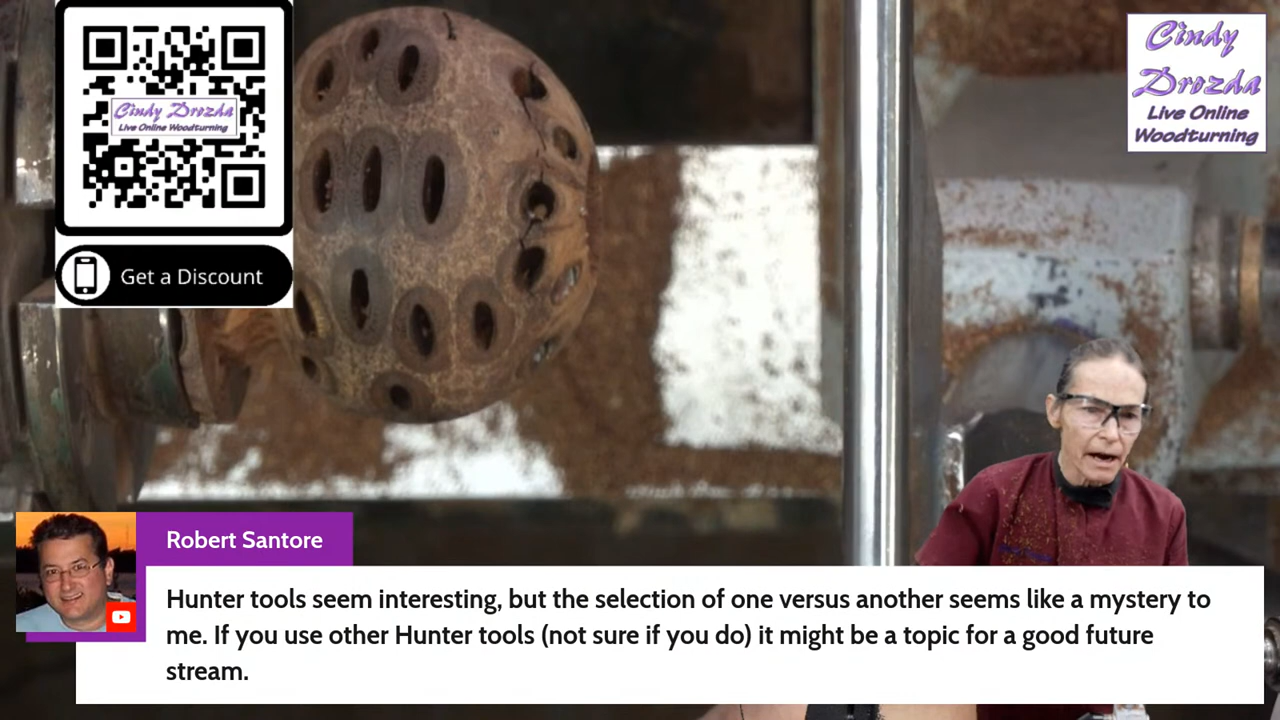 Cindy Drozda
Live Online Woodturning
Get a Discount
Cindy
Drozda
Live Online
Woodturning
Robert Santore
Hunter tools seem interesting, but the selection of one versus another seems like a mystery to
me. If you use other Hunter tools (not sure if you do) it might be a topic for a good future
stream.